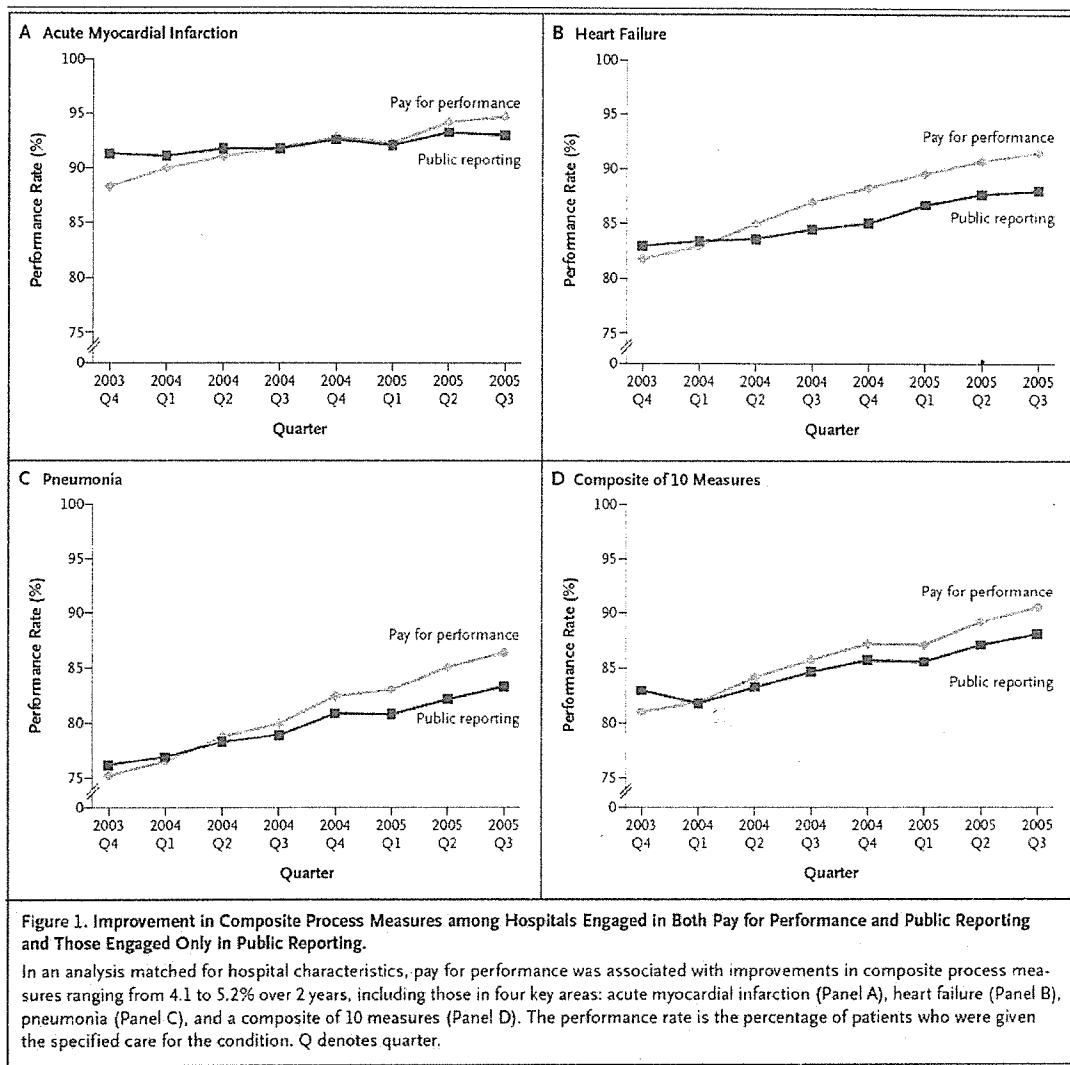 A Acute Myocardial Infarction
100
95
90
85
80
75
0
Performance Rate (%)
Pay for performance
Public reporting
2003 2004 2004 2004 2004 2005 2005 2005
Q4 Q1 Q2 Q3 Q4 Q1 Q2 Q3
Quarter
B Heart Failure
100
95
90
85
80
75
0
Performance Rate (%)
Pay for performance
Public reporting
2003 2004 2004 2004 2004 2005 2005 2005
Q4 Q1 Q2 Q3 Q4 Q1 Q2 Q3
Quarter
C Pneumonia
100
95
90
85
80
75
0
Performance Rate (%)
Pay for performance
Public reporting
2003 2004 2004 2004 2004 2005 2005 2005
Q4 Q1 Q2 Q3 Q4 Q1 Q2 Q3
Quarter
D Composite of 10 Measures
100
95
90
85
80
75
0
Performance Rate (%)
Pay for performance
Public reporting
2003 2004 2004 2004 2004 2005 2005 2005
Q4 Q1 Q2 Q3 Q4 Q1 Q2 Q3
Quarter
Figure 1. Improvement in Composite Process Measures among Hospitals Engaged in Both Pay for Performance and Public Reporting
and Those Engaged Only in Public Reporting.
In an analysis matched for hospital characteristics, pay for performance was associated with improvements in composite process mea-
sures ranging from 4.1 to 5.2% over 2 years, including those in four key areas: acute myocardial infarction (Panel A), heart failure (Panel B),
pneumonia (Panel C), and a composite of 10 measures (Panel D). The performance rate is the percentage of patients who were given
the specified care for the condition. Q denotes quarter.